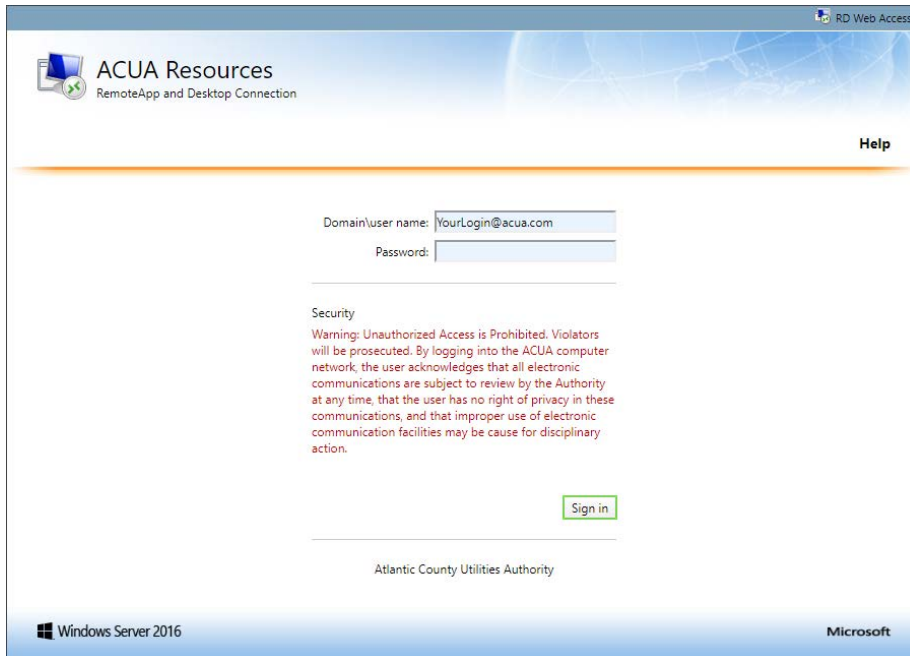 RD Web Access
ACUA Resources
RemoteApp and Desktop Connection
Help
Domain\user name: YourLogin@acua.com
Password:
Security
Warning: Unauthorized Access is Prohibited. Violators
will be prosecuted. By logging into the ACUA computer
network, the user acknowledges that all electronic
communications are subject to review by the Authority
at any time, that the user has no right of privacy in these
communications, and that improper use of electronic
communication facilities may be cause for disciplinary
action.
Sign in
Atlantic County Utilities Authority
Windows Server 2016
Microsoft